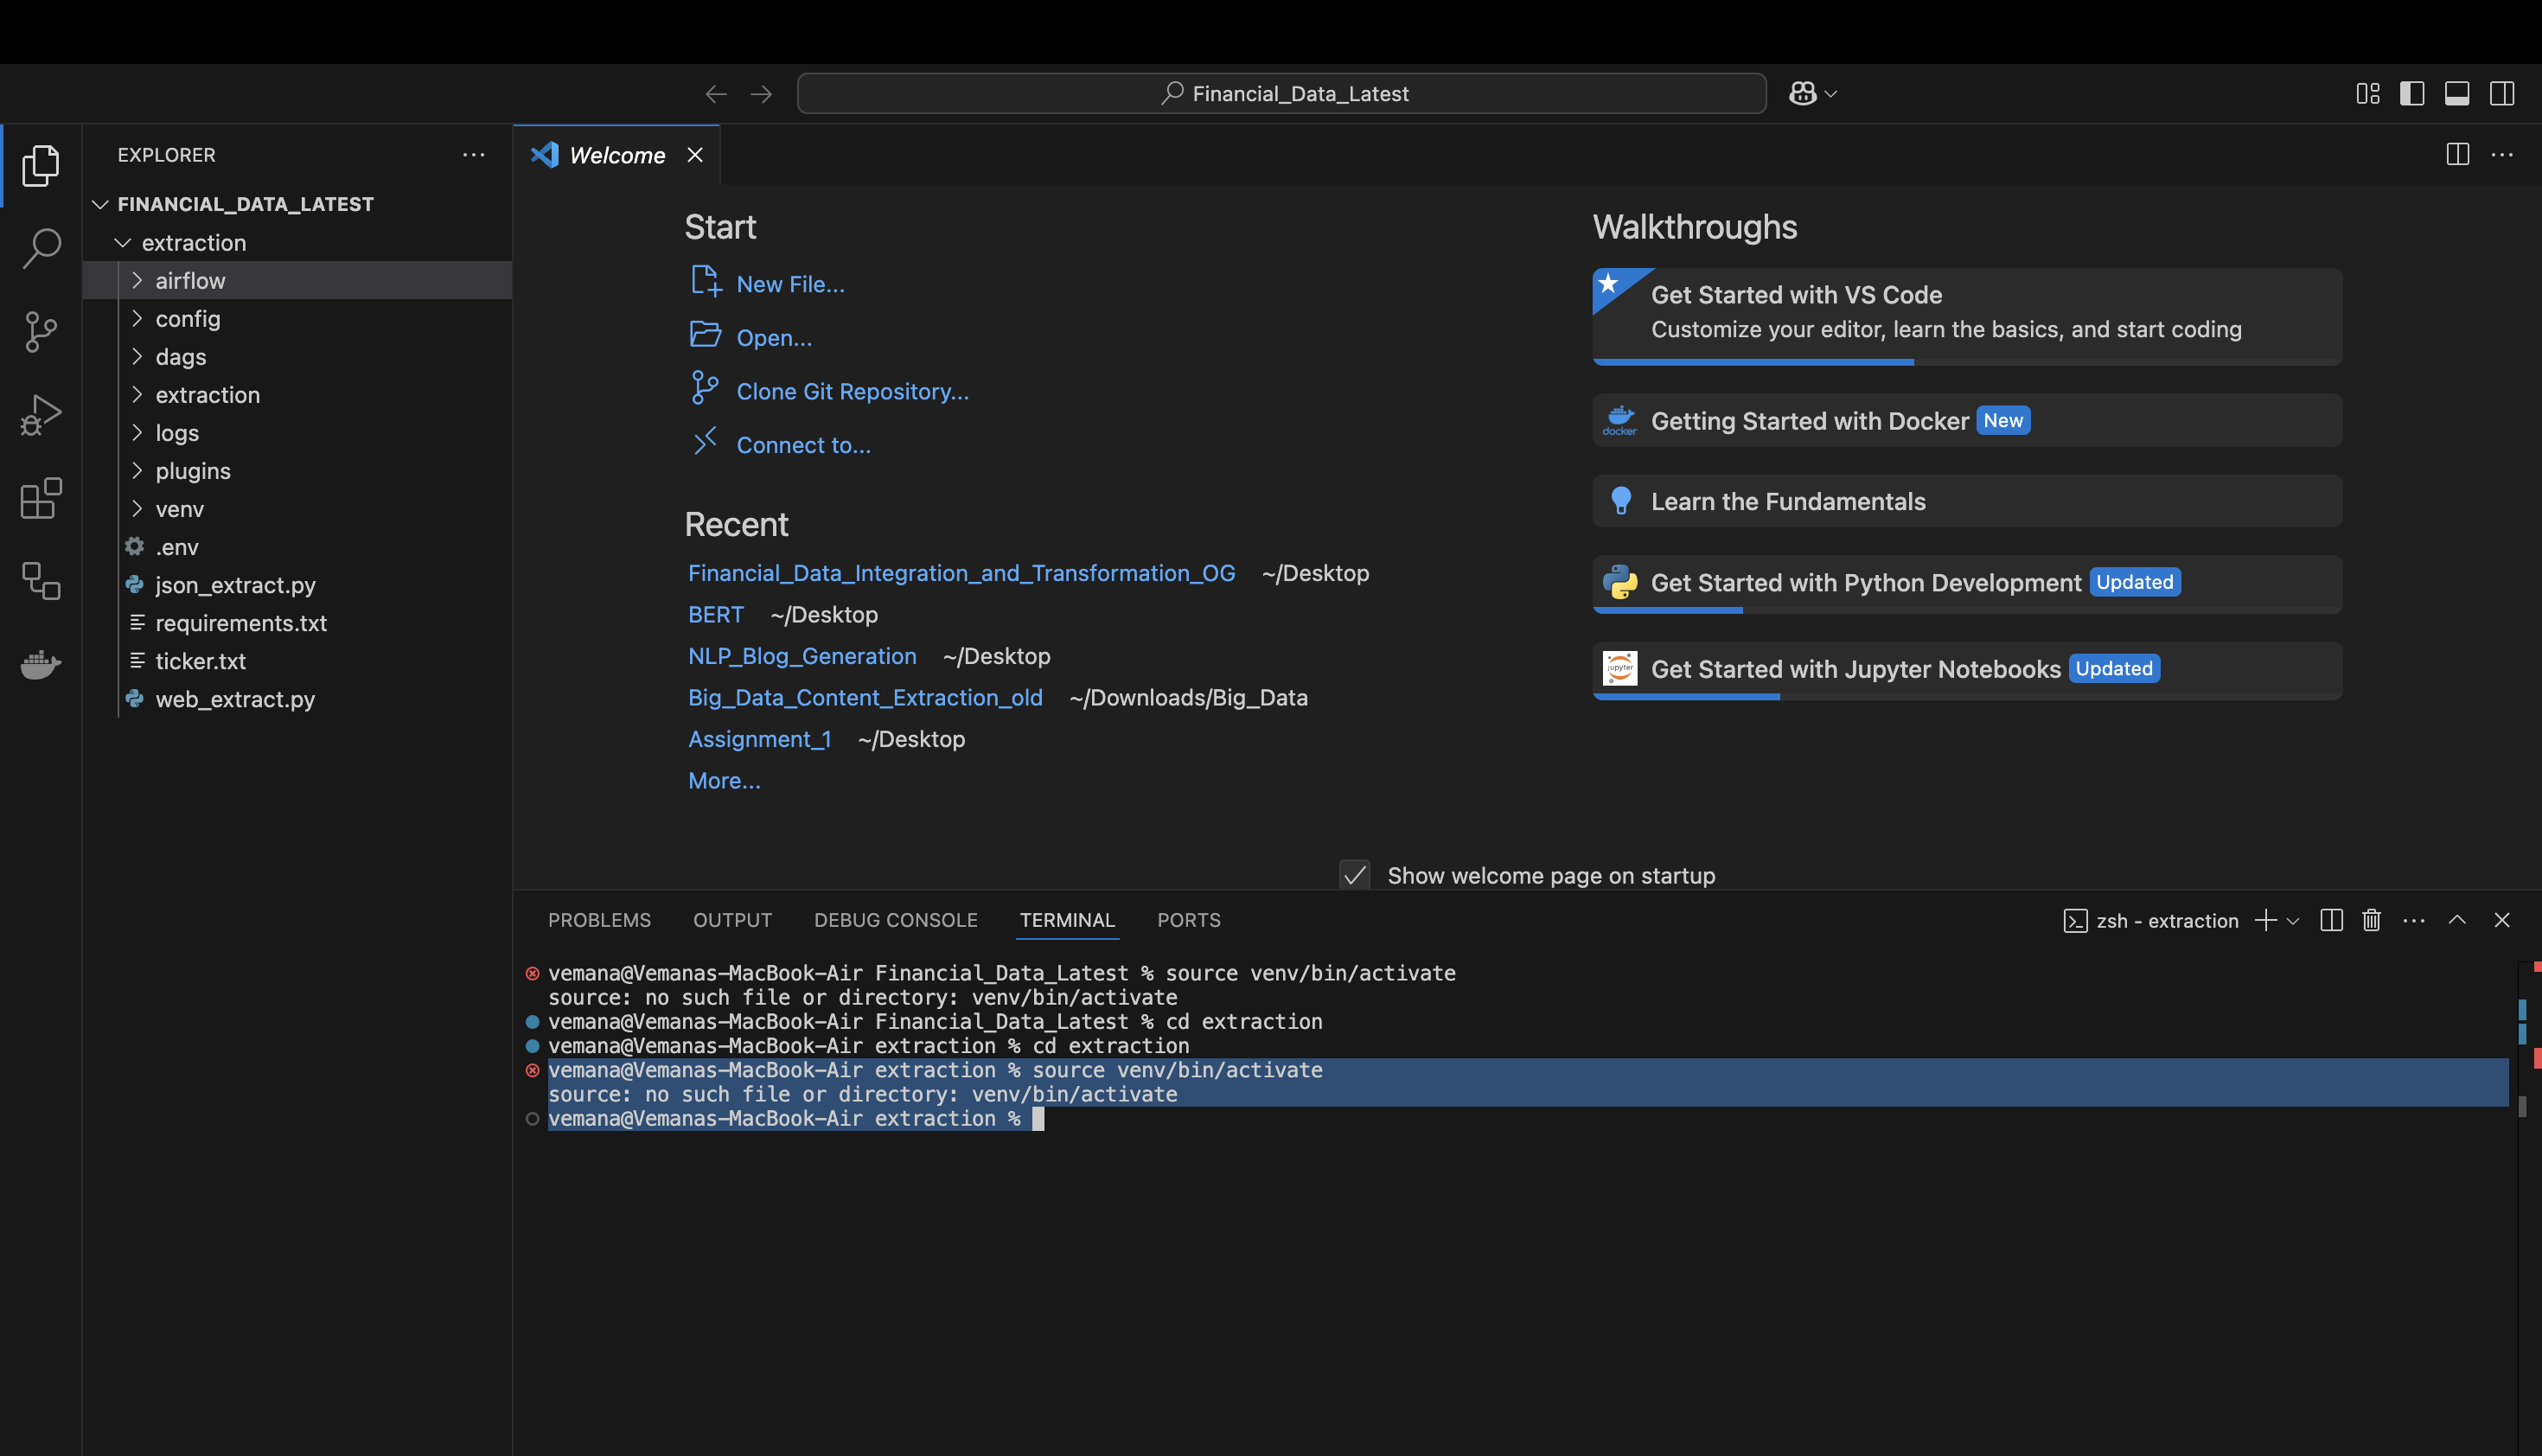 Financial_Data_Latest
EXPLORER
FINANCIAL_DATA_LATEST
extraction
airflow
config
dags
extraction
logs
plugins
venv
.env
json_extract.py
requirements.txt
ticker.txt
web_extract.py
Welcome
Start
New File...
Open...
Clone Git Repository...
Connect to...
Recent
Financial_Data_Integration_and_Transformation_OG ~/Desktop
BERT ~/Desktop
NLP_Blog_Generation ~/Desktop
Big_Data_Content_Extraction_old ~/Downloads/Big_Data
Assignment_1 ~/Desktop
More...
Walkthroughs
Get Started with VS Code
Customize your editor, learn the basics, and start coding
docker
Getting Started with Docker New
Learn the Fundamentals
Get Started with Python Development Updated
jupyter
Get Started with Jupyter Notebooks Updated
Show welcome page on startup
PROBLEMS OUTPUT DEBUG CONSOLE TERMINAL PORTS
zsh - extraction
vemana@Vemanas-MacBook-Air Financial_Data_Latest % source venv/bin/activate
source: no such file or directory: venv/bin/activate
vemana@Vemanas-MacBook-Air Financial_Data_Latest % cd extraction
vemana@Vemanas-MacBook-Air extraction % cd extraction
vemana@Vemanas-MacBook-Air extraction % source venv/bin/activate
source: no such file or directory: venv/bin/activate
vemana@Vemanas-MacBook-Air extraction %